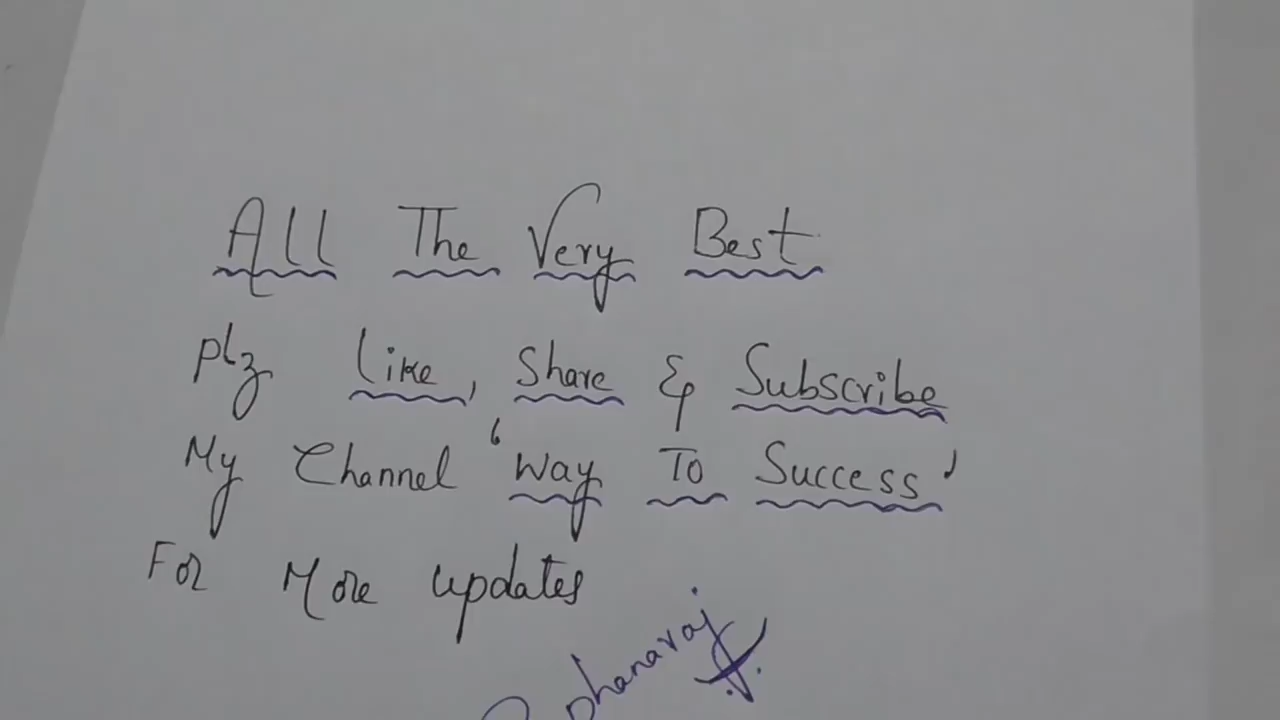 All The Very Best
Plz Like, Share & Subscribe
My Channel 'Way To Success'
For More updates